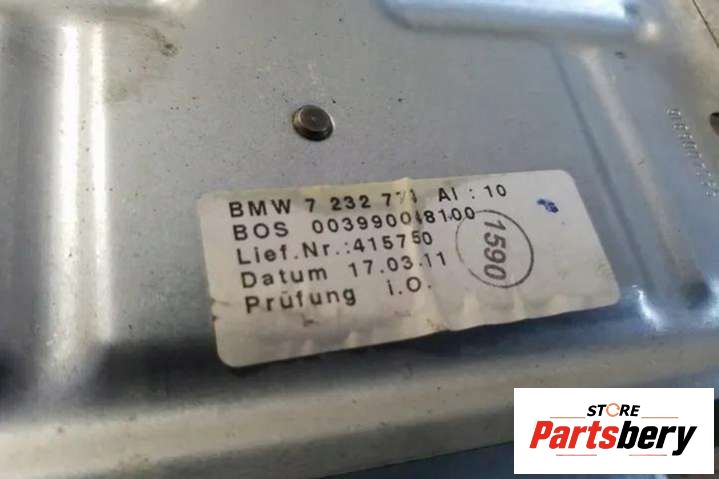 BMW 7 232 AI : 10
BOS 003990048100
Lief.Nr.:415750
Datum 17.03.11
Prüfung i.O.
1590
STORE
Partsbery